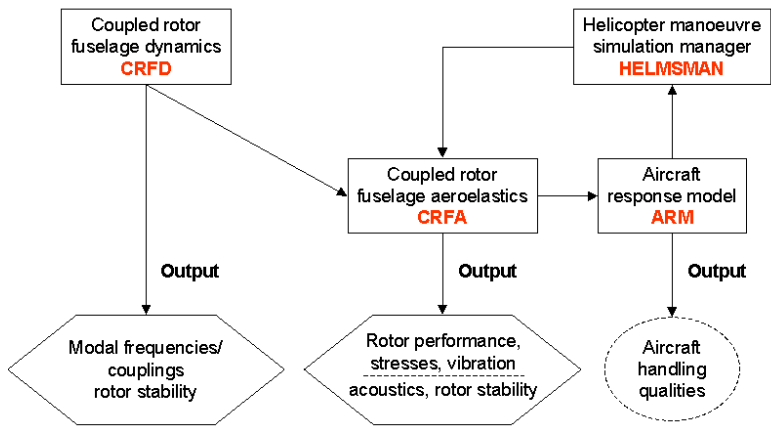 Coupled rotor
fuselage dynamics
CRFD
Helicopter manoeuvre
simulation manager
HELMSMAN
Coupled rotor
fuselage aeroelastics
CRFA
Aircraft
response model
ARM
Output
Output
Output
Modal frequencies/
couplings
rotor stability
Rotor performance,
stresses, vibration
acoustics, rotor stability
Aircraft
handling
qualities